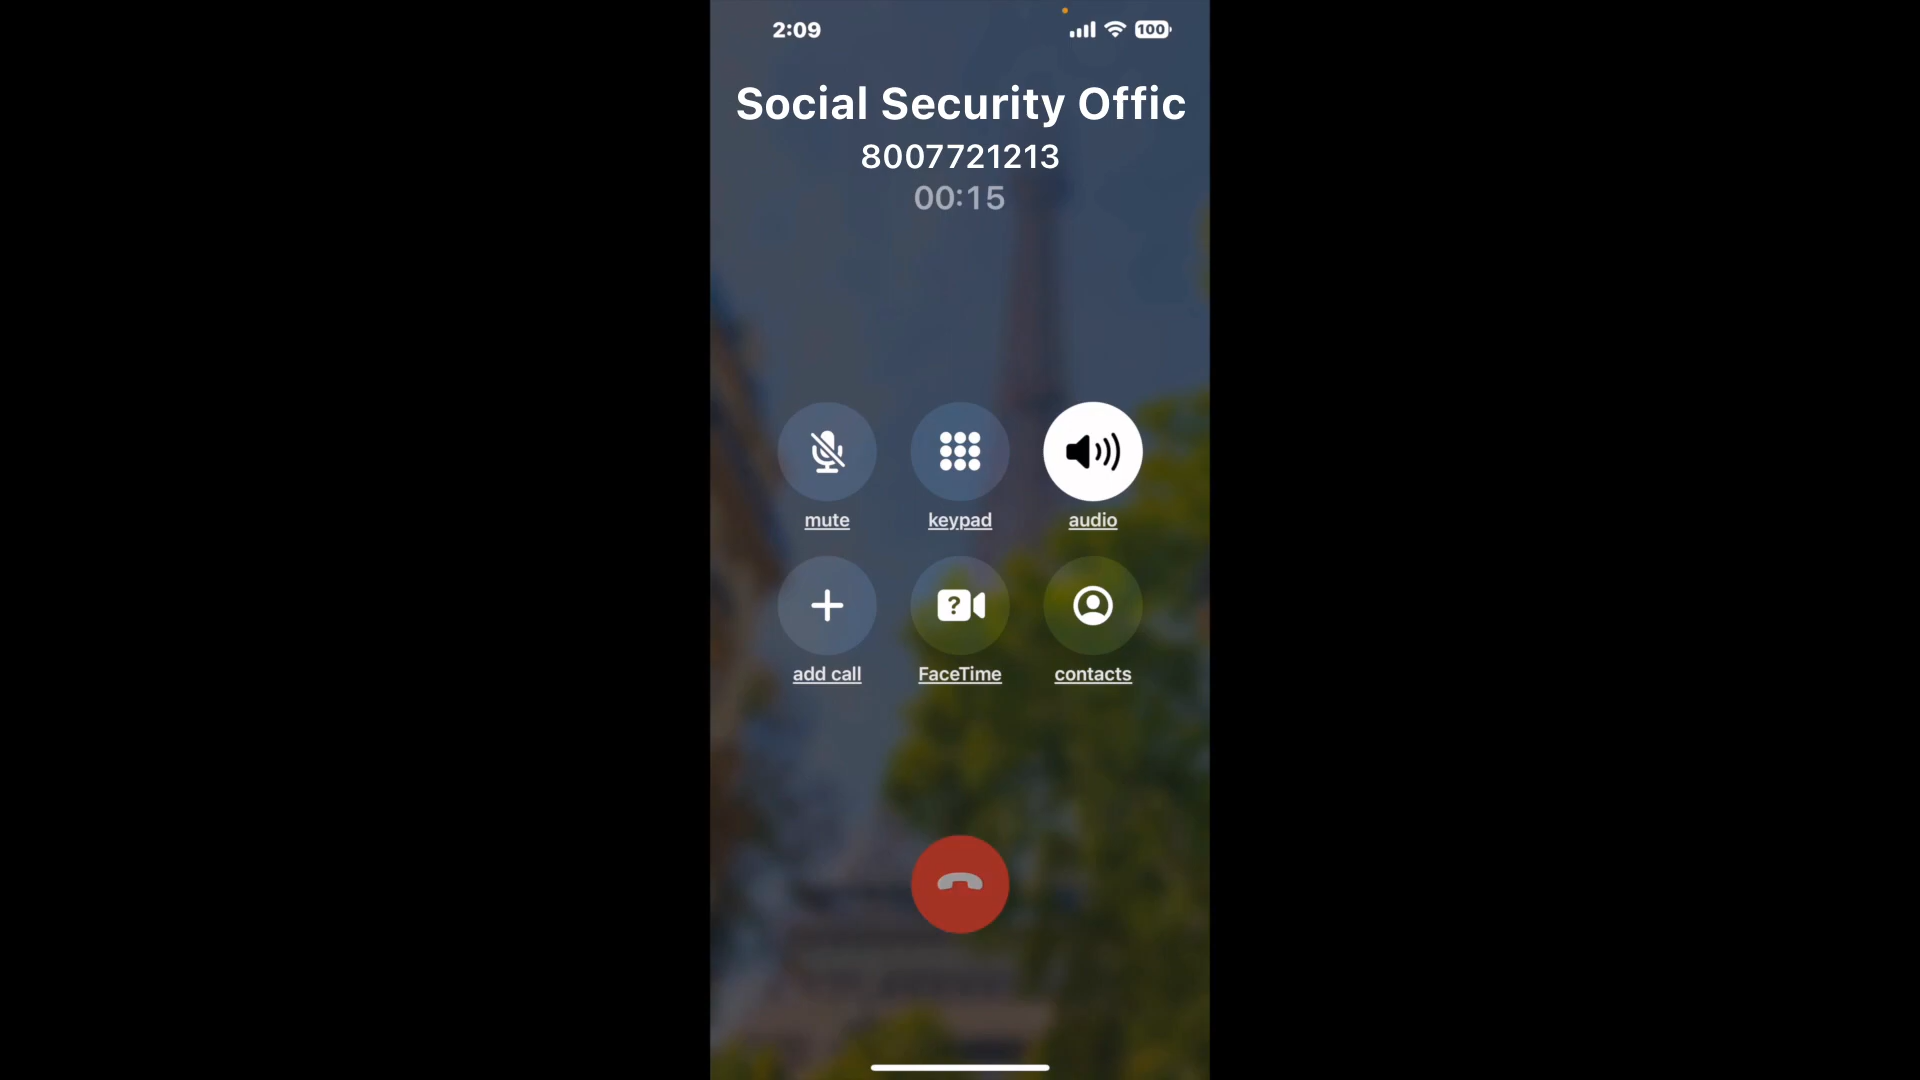 2:09
100
Social Security Offic
8007721213
00:15
mute
keypad
audio
?
add call
FaceTime
contacts